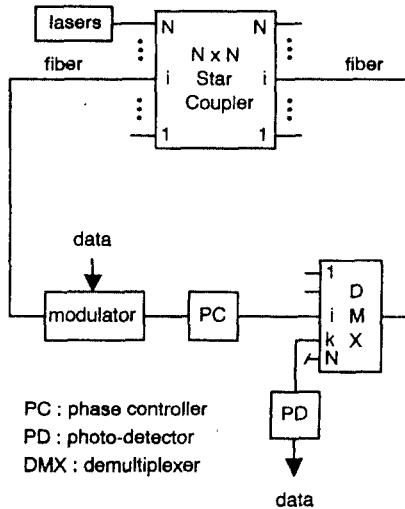 lasers
N
N
N x N
Star
Coupler
fiber
i
i
fiber
1
1
data
modulator
PC
1
D
i
M
k
X
N
PD
data
PC : phase controller
PD : photo-detector
DMX : demultiplexer